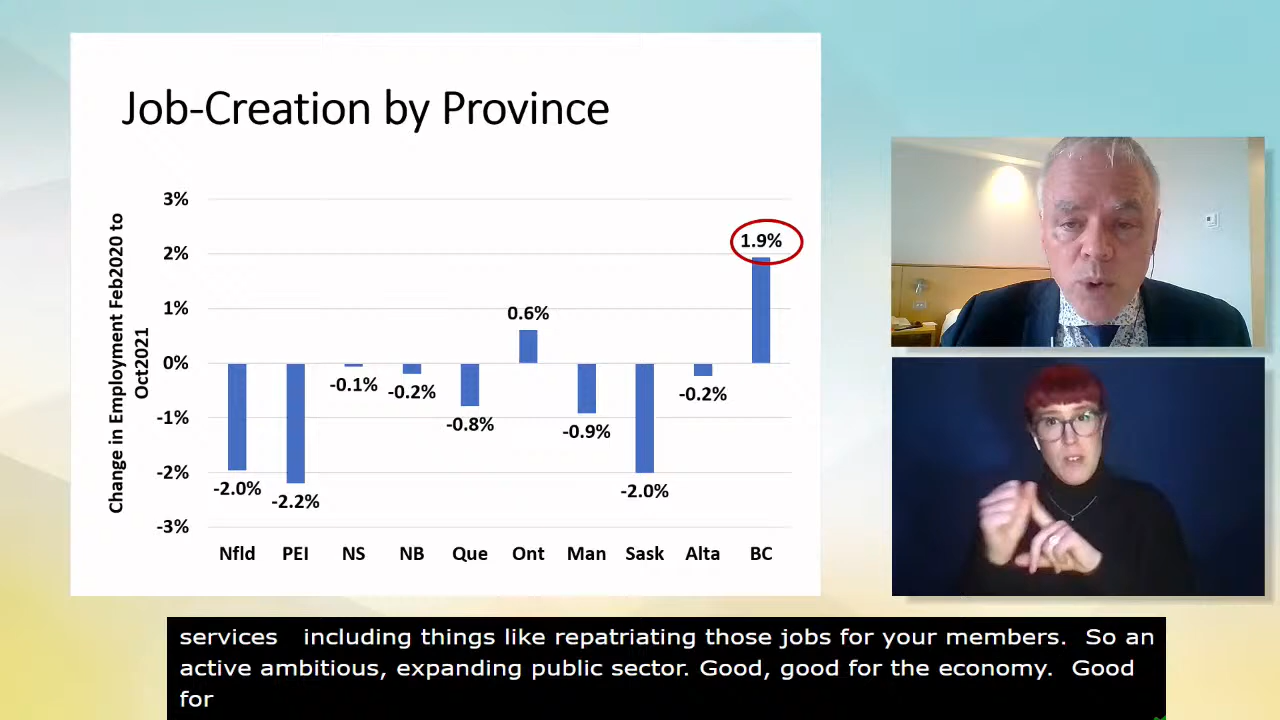 Job-Creation by Province
Change in Employment Feb2020 to
Oct2021
3%
2%
1%
0%
-1%
-2%
-3%
-2.0%
-2.2%
-0.1%
-0.2%
-0.8%
0.6%
-0.9%
-2.0%
-0.2%
1.9%
Nfld PEI NS NB Que Ont Man Sask Alta BC
services including things like repatriating those jobs for your members. So an
active ambitious, expanding public sector. Good, good for the economy. Good
for